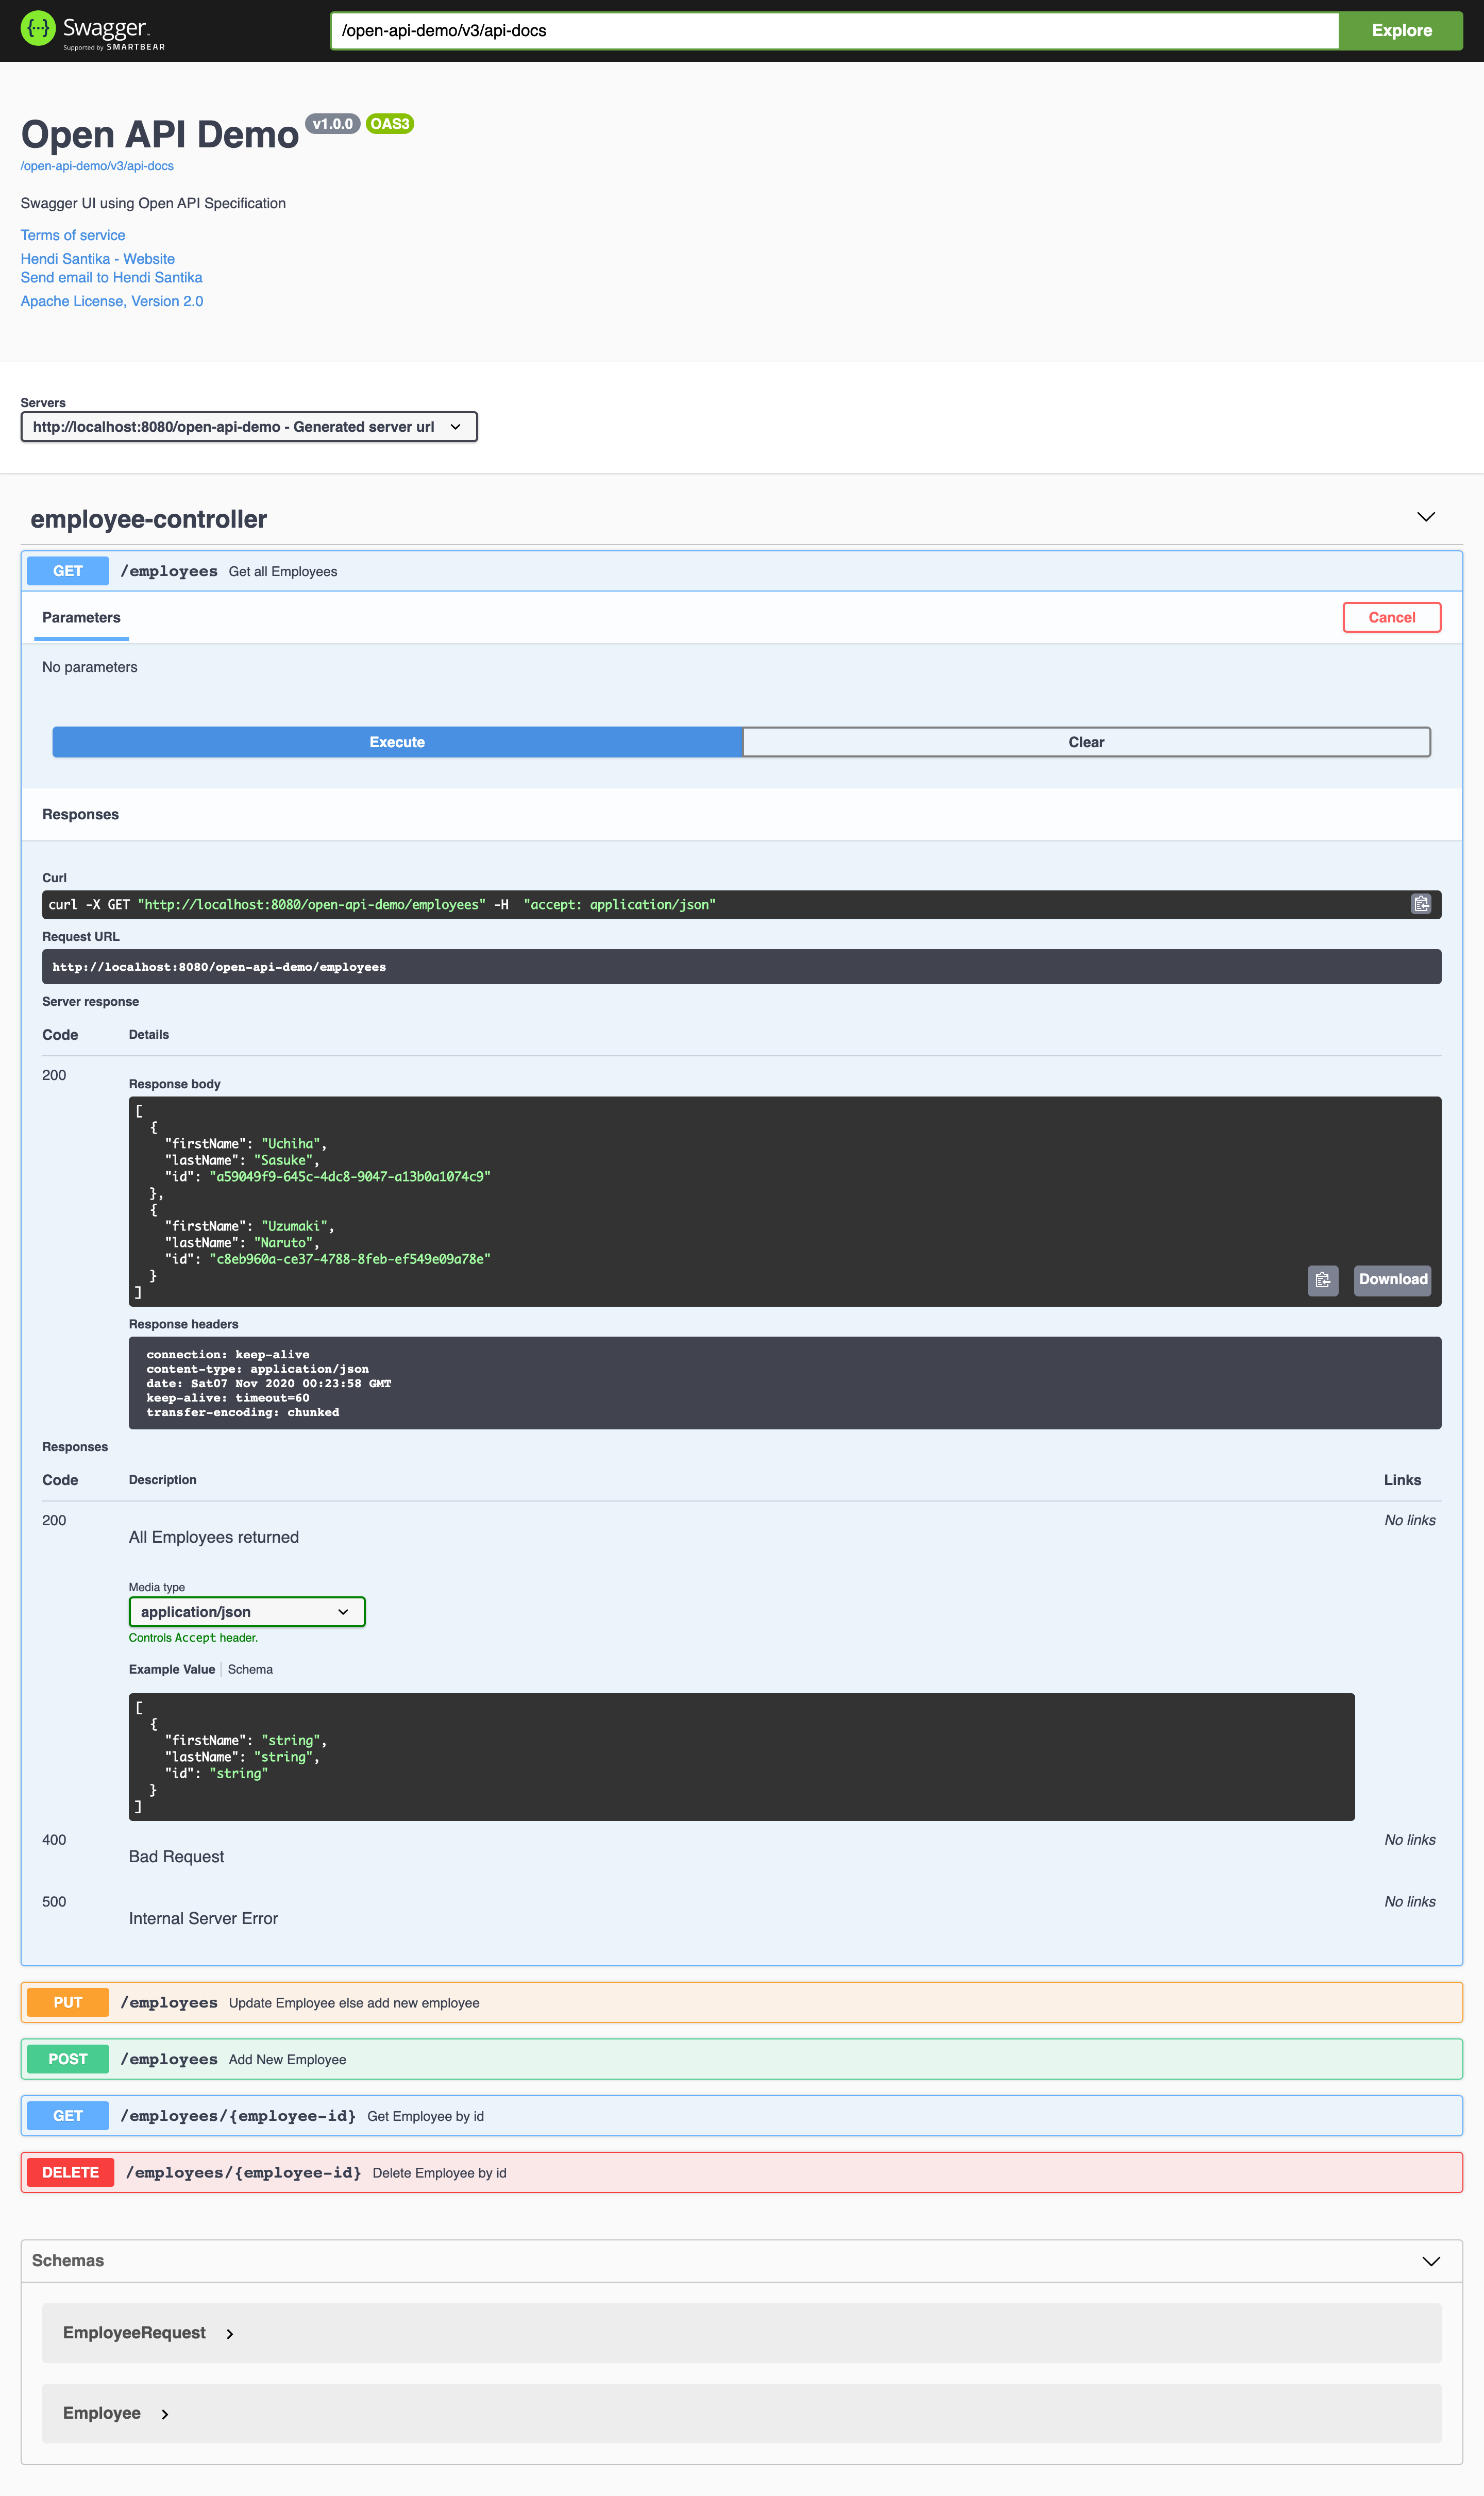 Swagger.
Supported by SMARTBEAR
/open-api-demo/v3/api-docs
Explore
Open API Demo v1.0.0 OAS3
/open-api-demo/v3/api-docs
Swagger UI using Open API Specification
Terms of service
Hendi Santika - Website
Send email to Hendi Santika
Apache License, Version 2.0
Servers
http://localhost:8080/open-api-demo - Generated server url
employee-controller
GET /employees Get all Employees
Parameters
Cancel
No parameters
Execute Clear
Responses
Curl
curl -X GET "http://localhost:8080/open-api-demo/employees" -H  "accept: application/json"
Request URL
http://localhost:8080/open-api-demo/employees
Server response
Code Details
200
Response body
[
  {
    "firstName": "Uchiha",
    "lastName": "Sasuke",
    "id": "a59049f9-645c-4dc8-9047-a13b0a1074c9"
  },
  {
    "firstName": "Uzumaki",
    "lastName": "Naruto",
    "id": "c8eb960a-ce37-4788-8feb-ef549e09a78e"
  }
]
Download
Response headers
connection: keep-alive
content-type: application/json
date: Sat07 Nov 2020 00:23:58 GMT
keep-alive: timeout=60
transfer-encoding: chunked
Responses
Code Description Links
200 No links
All Employees returned
Media type
application/json
Controls Accept header.
Example Value Schema
[
  {
    "firstName": "string",
    "lastName": "string",
    "id": "string"
  }
]
400 No links
Bad Request
500 No links
Internal Server Error
PUT /employees Update Employee else add new employee
POST /employees Add New Employee
GET /employees/{employee-id} Get Employee by id
DELETE /employees/{employee-id} Delete Employee by id
Schemas
EmployeeRequest
Employee